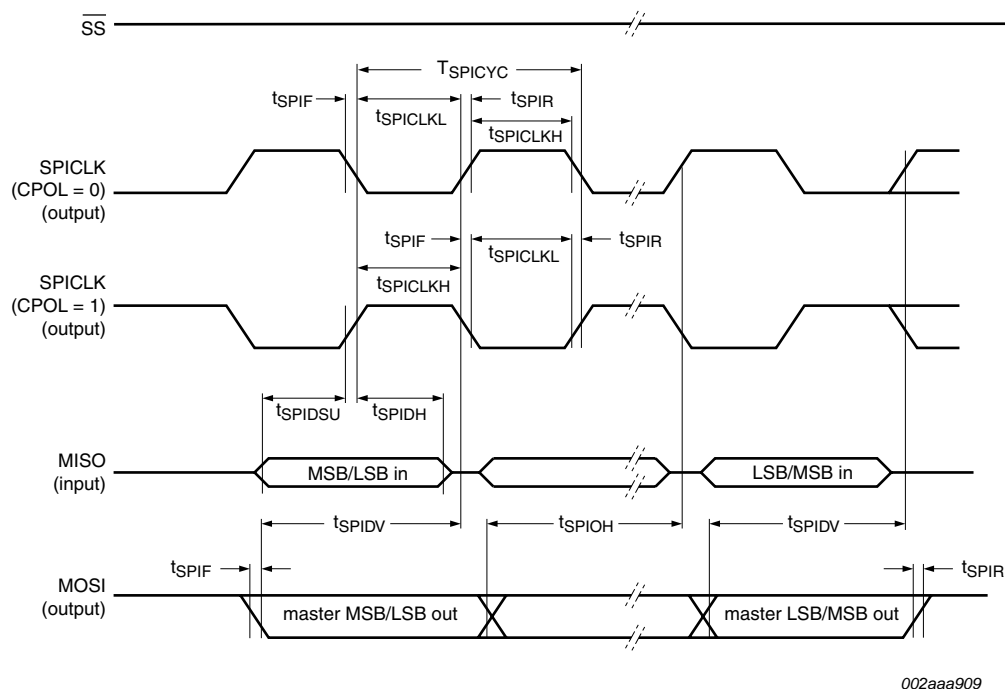 SS
TSPICYC
tSPIF
tSPICLKL
tSPIR
tSPICLKH
SPICLK
(CPOL = 0)
(output)
tSPIF
tSPICLKL
tSPIR
tSPICLKH
SPICLK
(CPOL = 1)
(output)
tSPIDSU
tSPIDH
MISO
(input)
MSB/LSB in
LSB/MSB in
tSPIDV
tSPIOH
tSPIDV
tSPIF
tSPIR
MOSI
(output)
master MSB/LSB out
master LSB/MSB out
002aaa909